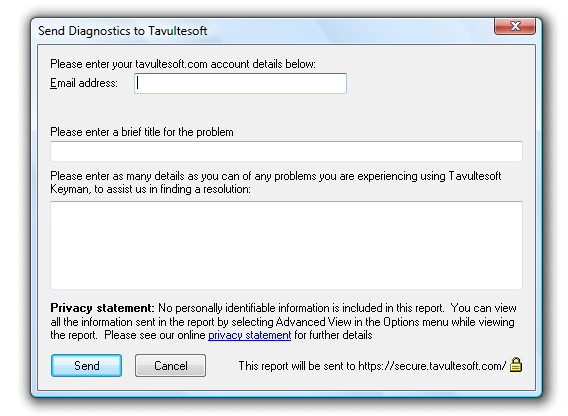 Send Diagnostics to Tavultesoft
Please enter your tavultesoft.com account details below:
Email address:
Please enter a brief title for the problem
Please enter as many details as you can of any problems you are experiencing using Tavultesoft
Keyman, to assist us in finding a resolution:
Privacy statement: No personally identifiable information is included in this report. You can view
all the information sent in the report by selecting Advanced View in the Options menu while viewing
the report. Please see our online privacy statement for further details
Send
Cancel
This report will be sent to https://secure.tavultesoft.com/